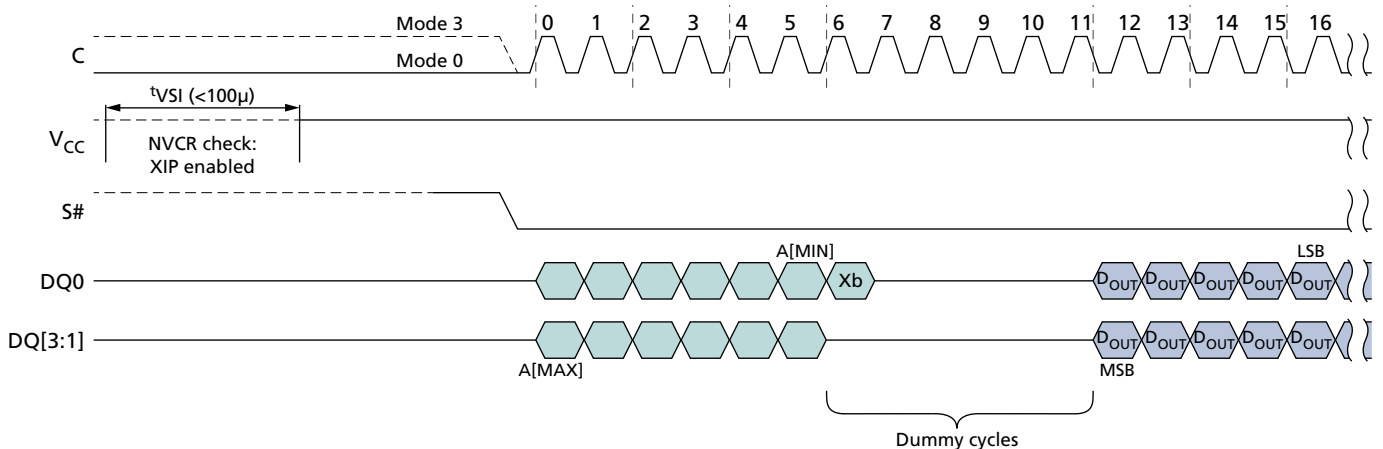 Mode 3
0 1 2 3 4 5 6 7 8 9 10 11 12 13 14 15 16
C
Mode 0
tVSI (<100μ)
VCC
NVCR check:
XIP enabled
S#
A[MIN]
LSB
DQ0
Xb
DOUT DOUT DOUT DOUT DOUT
DQ[3:1]
DOUT DOUT DOUT DOUT DOUT
A[MAX]
MSB
Dummy cycles